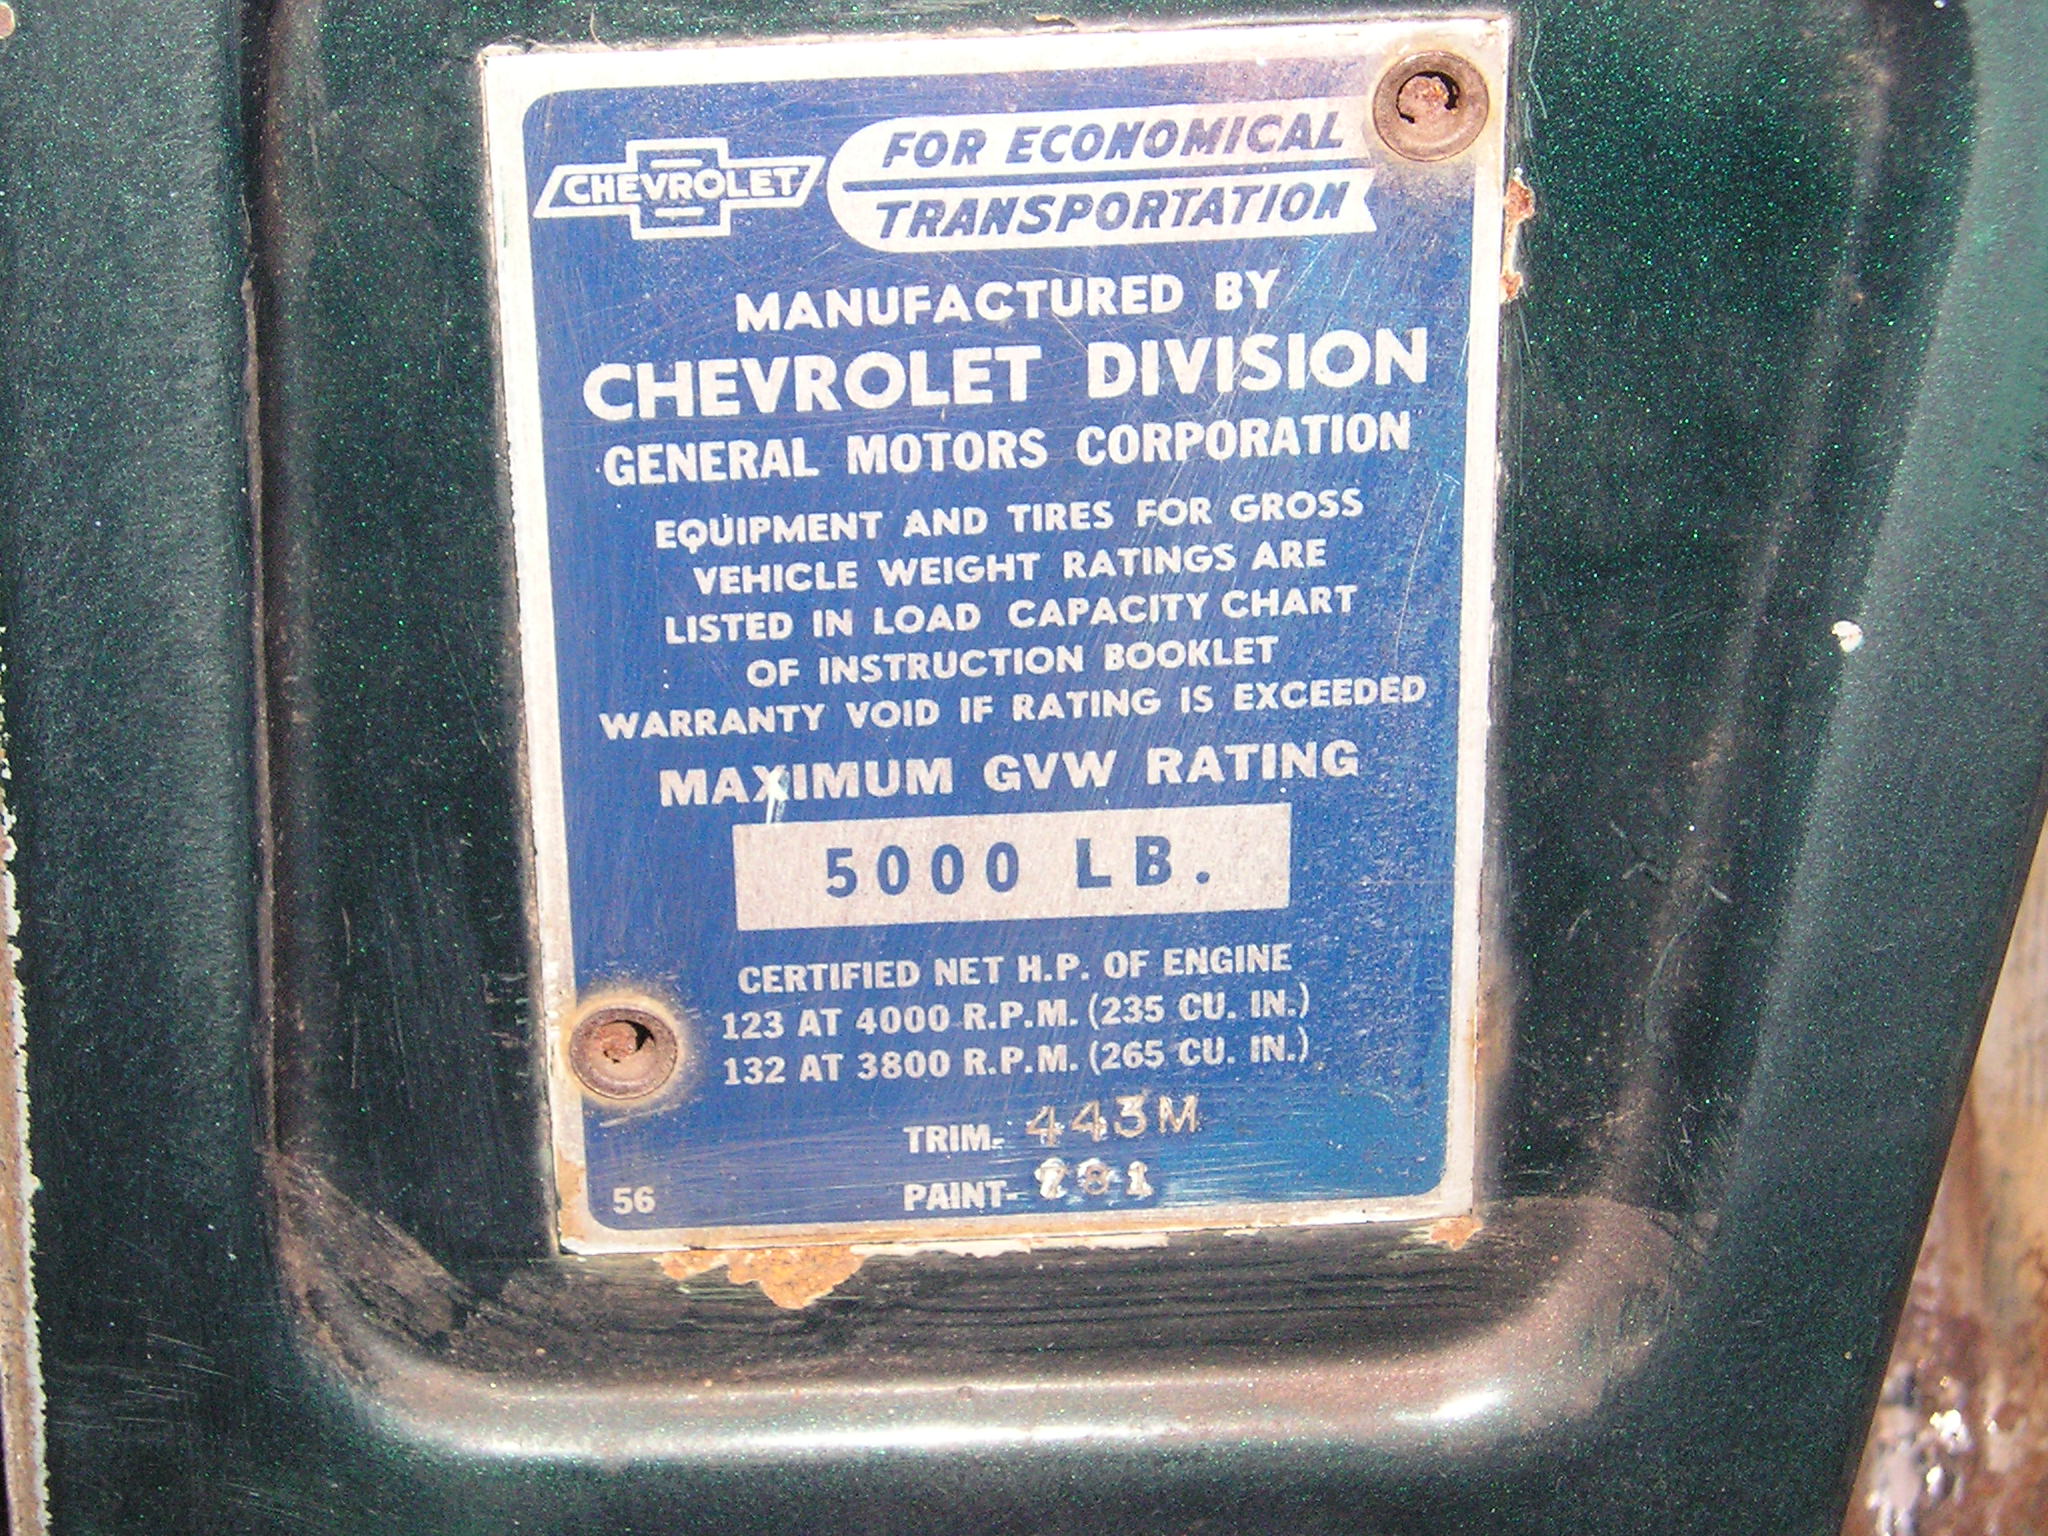 CHEVROLET
FOR ECONOMICAL
TRANSPORTATION
MANUFACTURED BY
CHEVROLET DIVISION
GENERAL MOTORS CORPORATION
EQUIPMENT AND TIRES FOR GROSS
VEHICLE WEIGHT RATINGS ARE
LISTED IN LOAD CAPACITY CHART
OF INSTRUCTION BOOKLET
WARRANTY VOID IF RATING IS EXCEEDED
MAXIMUM GVW RATING
5000 LB.
CERTIFIED NET H.P. OF ENGINE
123 AT 4000 R.P.M. (235 CU. IN.)
132 AT 3800 R.P.M. (265 CU. IN.)
TRIM- 443M
56 PAINT-